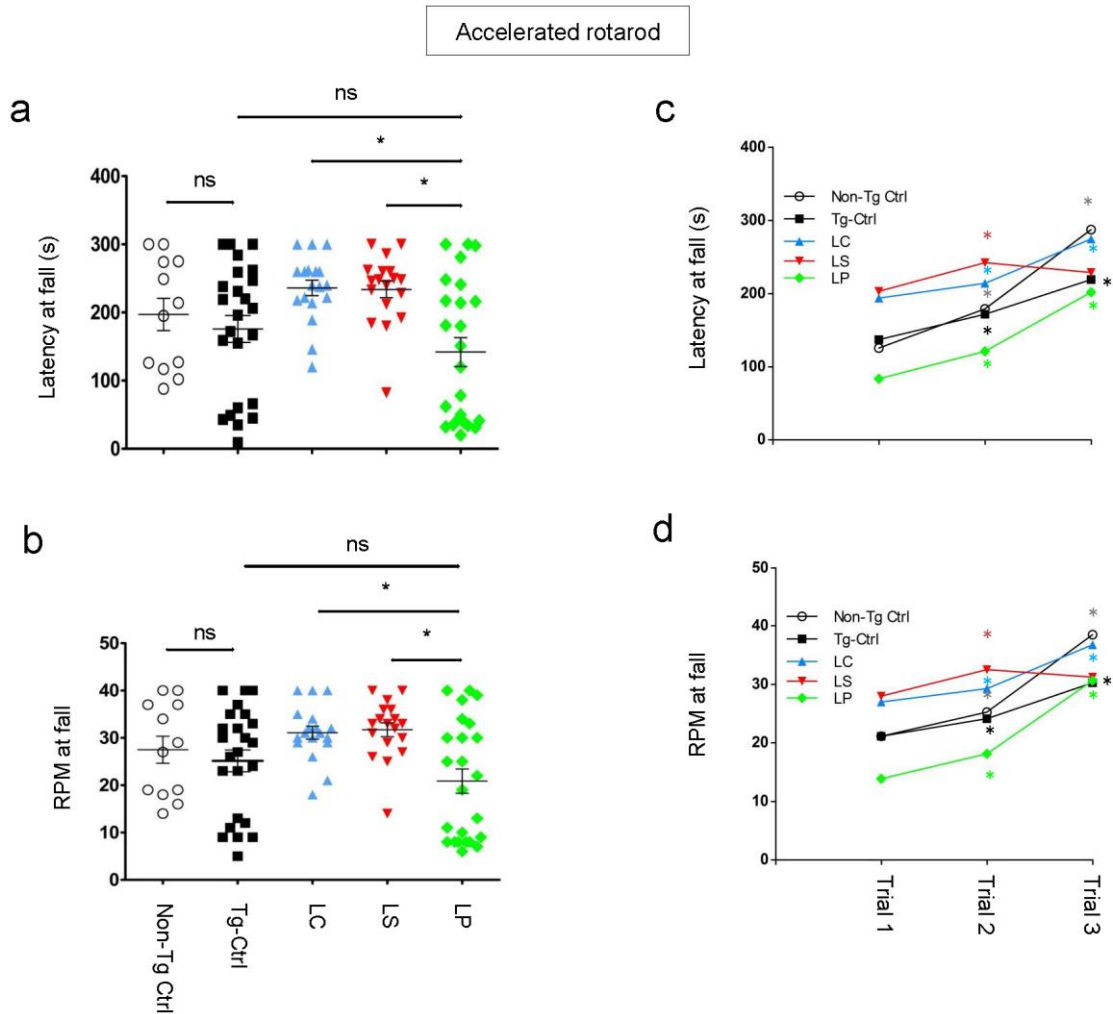 Accelerated rotarod
a
ns
*
ns
*
Latency at fall (s)
400
300
200
100
0
c
Latency at fall (s)
400
300
200
100
0
Non-Tg Ctrl
Tg-Ctrl
LC
LS
LP
*
*
*
*
*
*
*
*
*
b
ns
*
ns
*
RPM at fall
50
40
30
20
10
0
Non-Tg Ctrl
Tg-Ctrl
LC
LS
LP
d
RPM at fall
50
40
30
20
10
0
Non-Tg Ctrl
Tg-Ctrl
LC
LS
LP
*
*
*
*
*
*
*
*
*
Trial 1
Trial 2
Trial 3